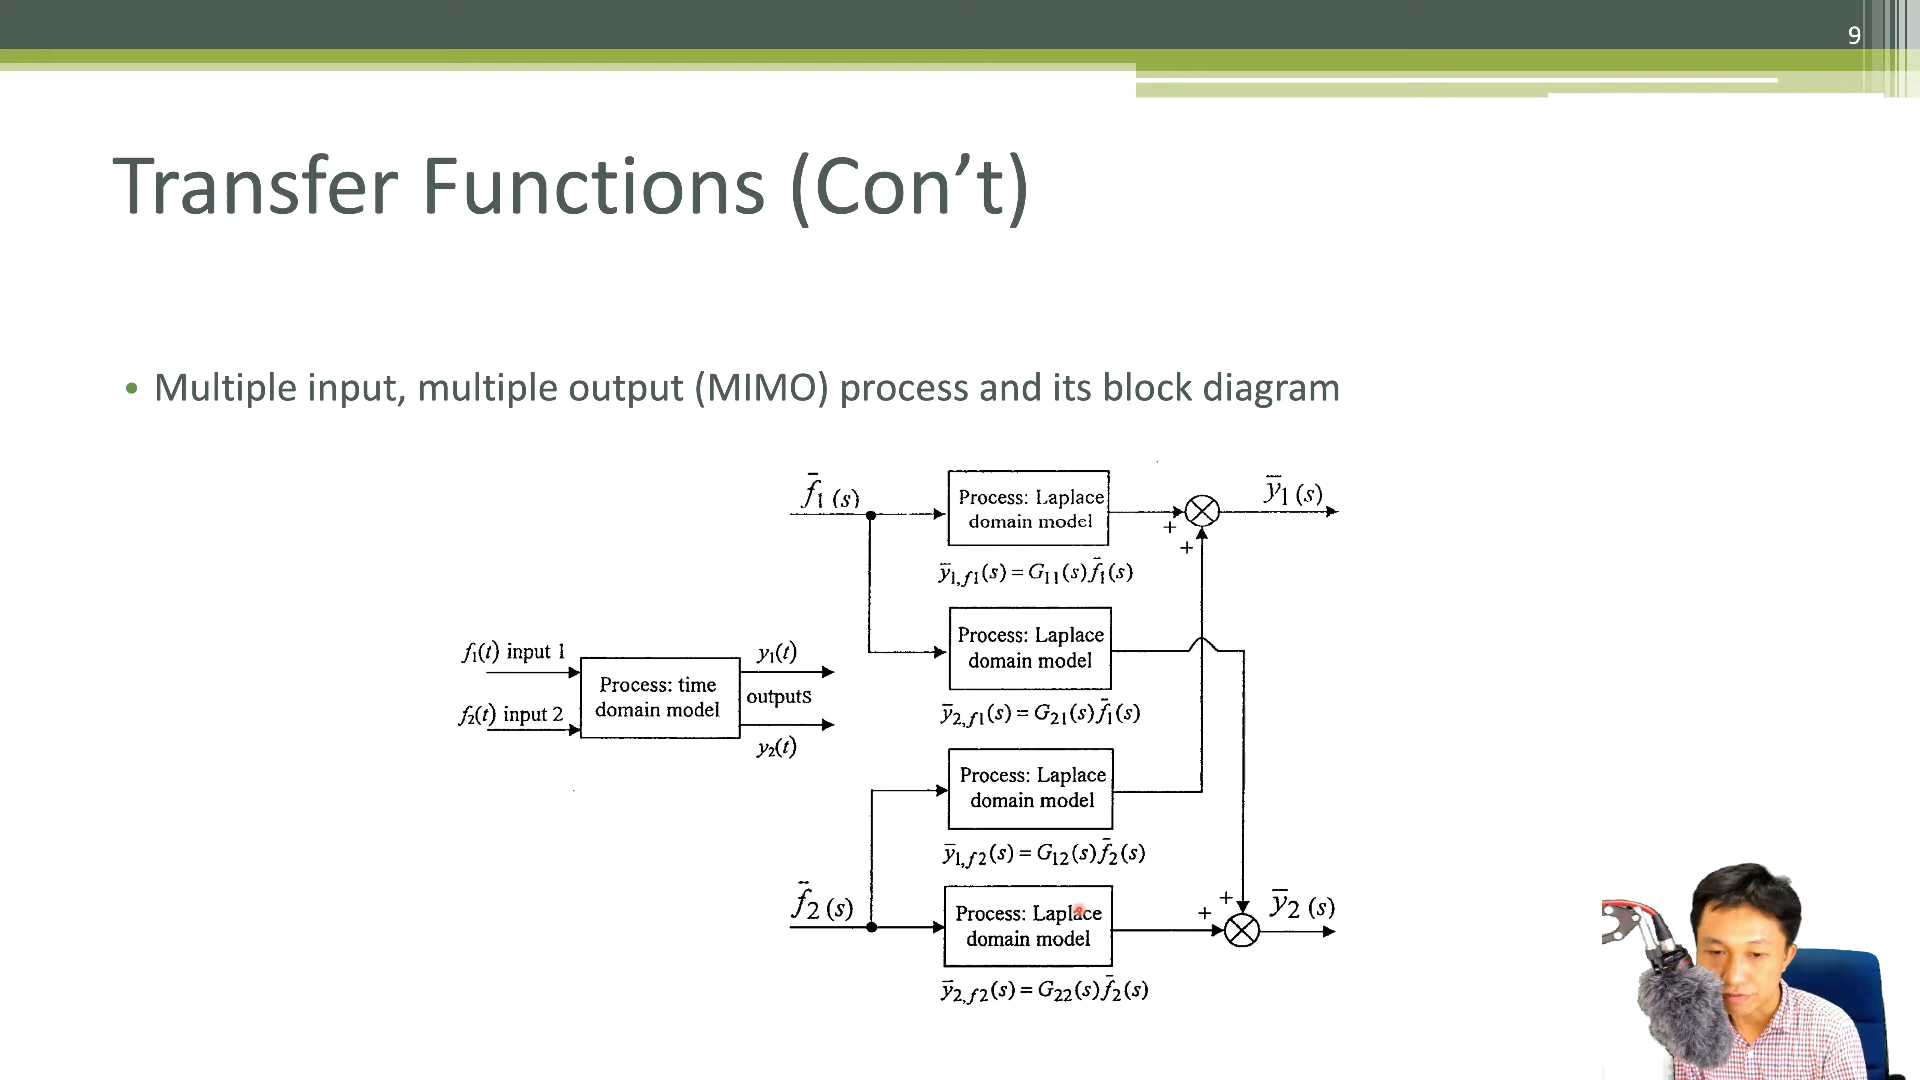 9
Transfer Functions (Con’t)
• Multiple input, multiple output (MIMO) process and its block diagram
f1(t) input 1
f2(t) input 2
Process: time
domain model
y1(t)
outputs
y2(t)
f̄1 (s)
Process: Laplace
domain model
+
+
ȳ1 (s)
ȳ1,f1(s) = G11(s)f̄1(s)
Process: Laplace
domain model
ȳ2,f1(s) = G21(s)f̄1(s)
Process: Laplace
domain model
ȳ1,f2(s) = G12(s)f̄2(s)
f̄2 (s)
Process: Laplace
domain model
+
+
ȳ2 (s)
ȳ2,f2(s) = G22(s)f̄2(s)